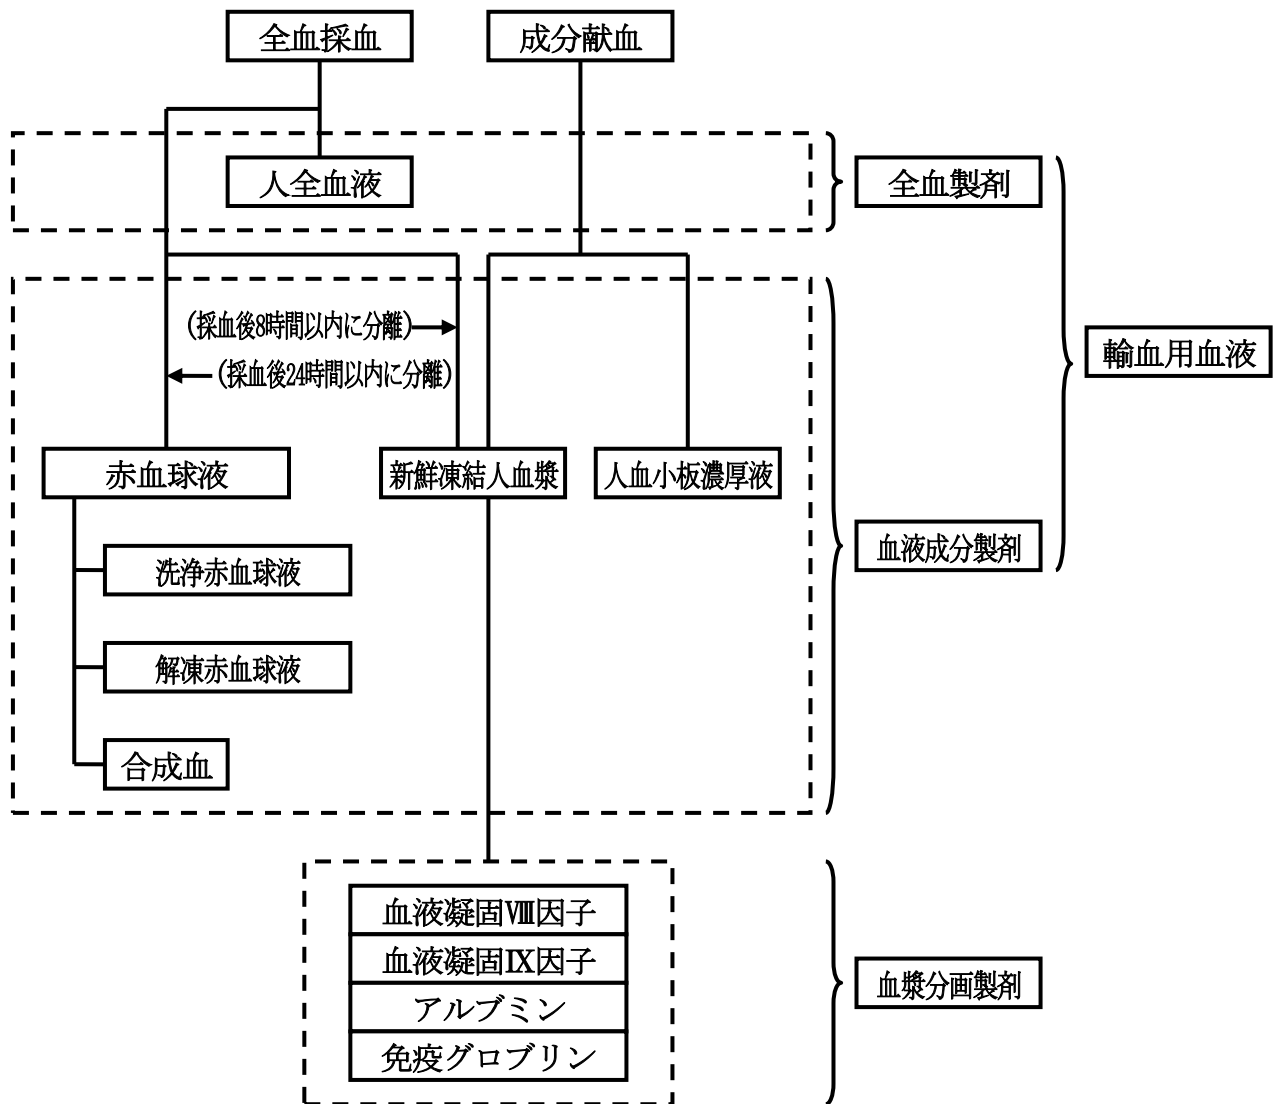 全血採血
成分献血
人全血液
全血製剤
(採血後8時間以内に分離)
(採血後24時間以内に分離)
輸血用血液
赤血球液
新鮮凍結人血漿
人血小板濃厚液
血液成分製剤
洗浄赤血球液
解凍赤血球液
合成血
血液凝固Ⅷ因子
血液凝固Ⅸ因子
アルブミン
免疫グロブリン
血漿分画製剤